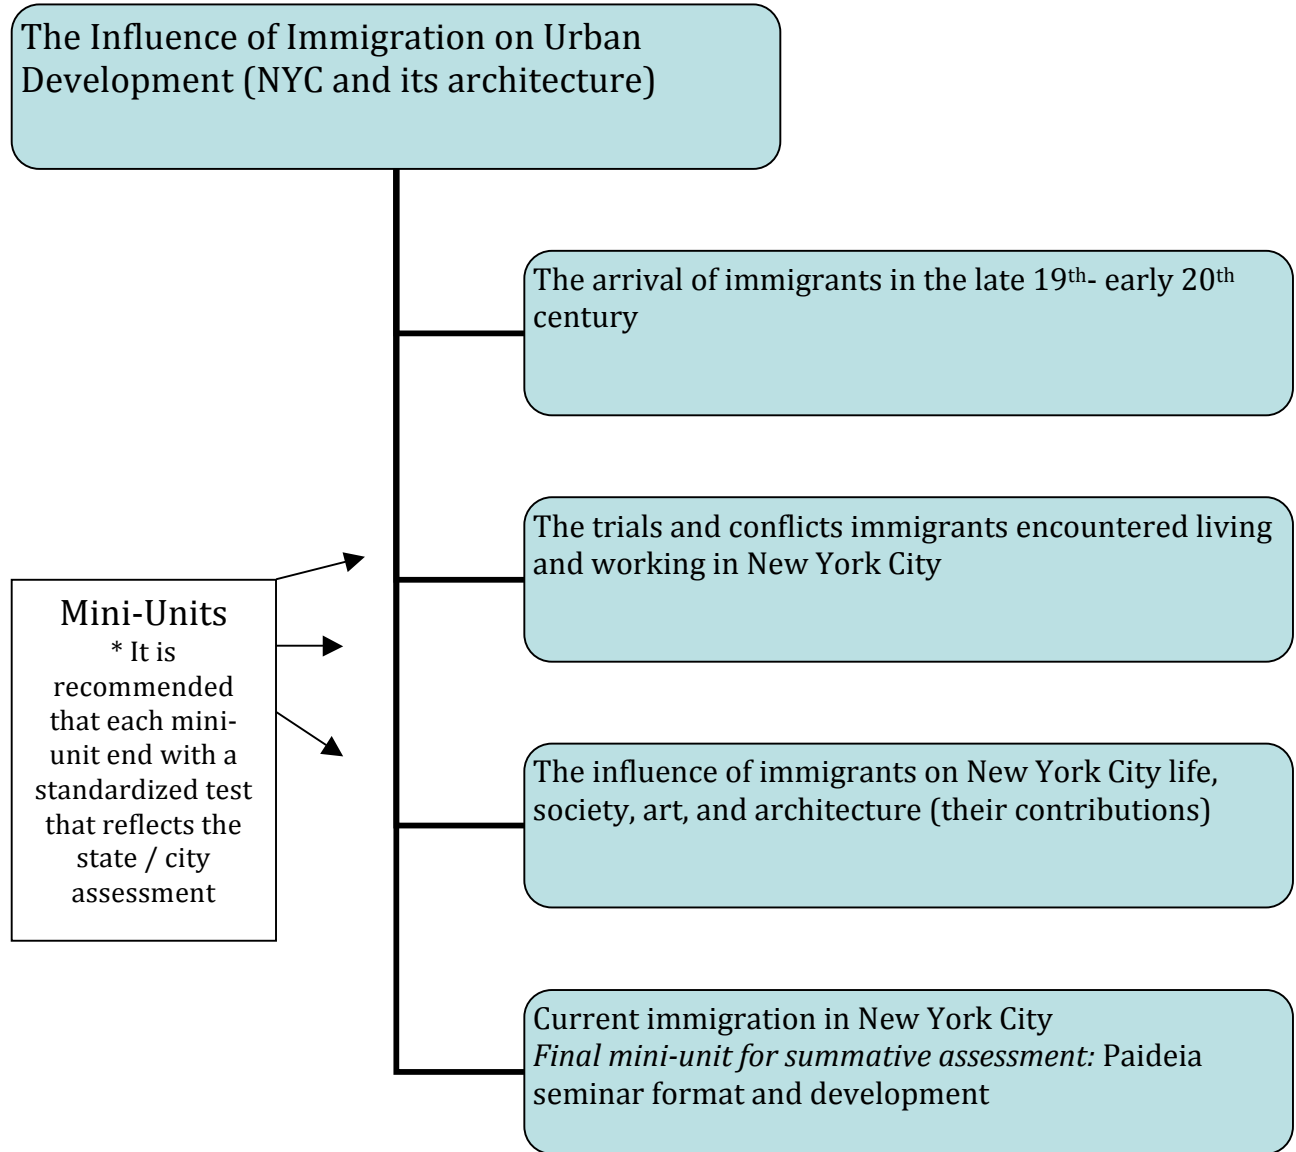 The Influence of Immigration on Urban
Development (NYC and its architecture)
The arrival of immigrants in the late 19th- early 20th
century
The trials and conflicts immigrants encountered living
and working in New York City
Mini-Units
* It is
recommended
that each mini-
unit end with a
standardized test
that reflects the
state / city
assessment
The influence of immigrants on New York City life,
society, art, and architecture (their contributions)
Current immigration in New York City
Final mini-unit for summative assessment: Paideia
seminar format and development